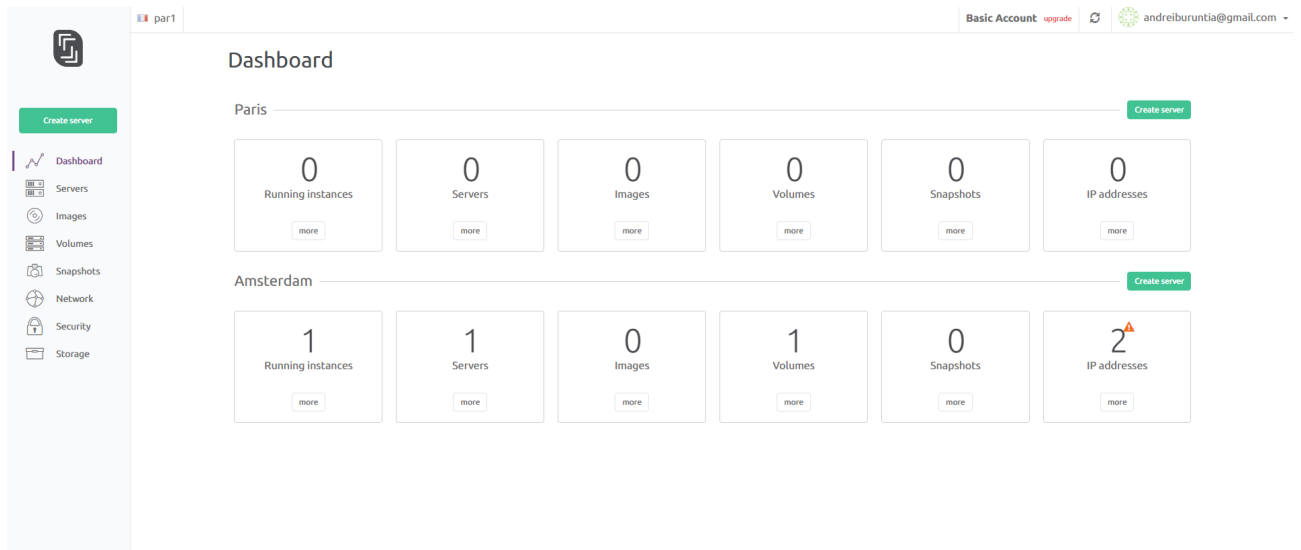 par1
Basic Account upgrade
andreiburuntia@gmail.com
Create server
Dashboard
Servers
Images
Volumes
Snapshots
Network
Security
Storage
Dashboard
Paris
Create server
0 0 0 0 0 0
Running instances Servers Images Volumes Snapshots IP addresses
more more more more more more
Amsterdam
Create server
1 1 0 1 0 2
Running instances Servers Images Volumes Snapshots IP addresses
more more more more more more